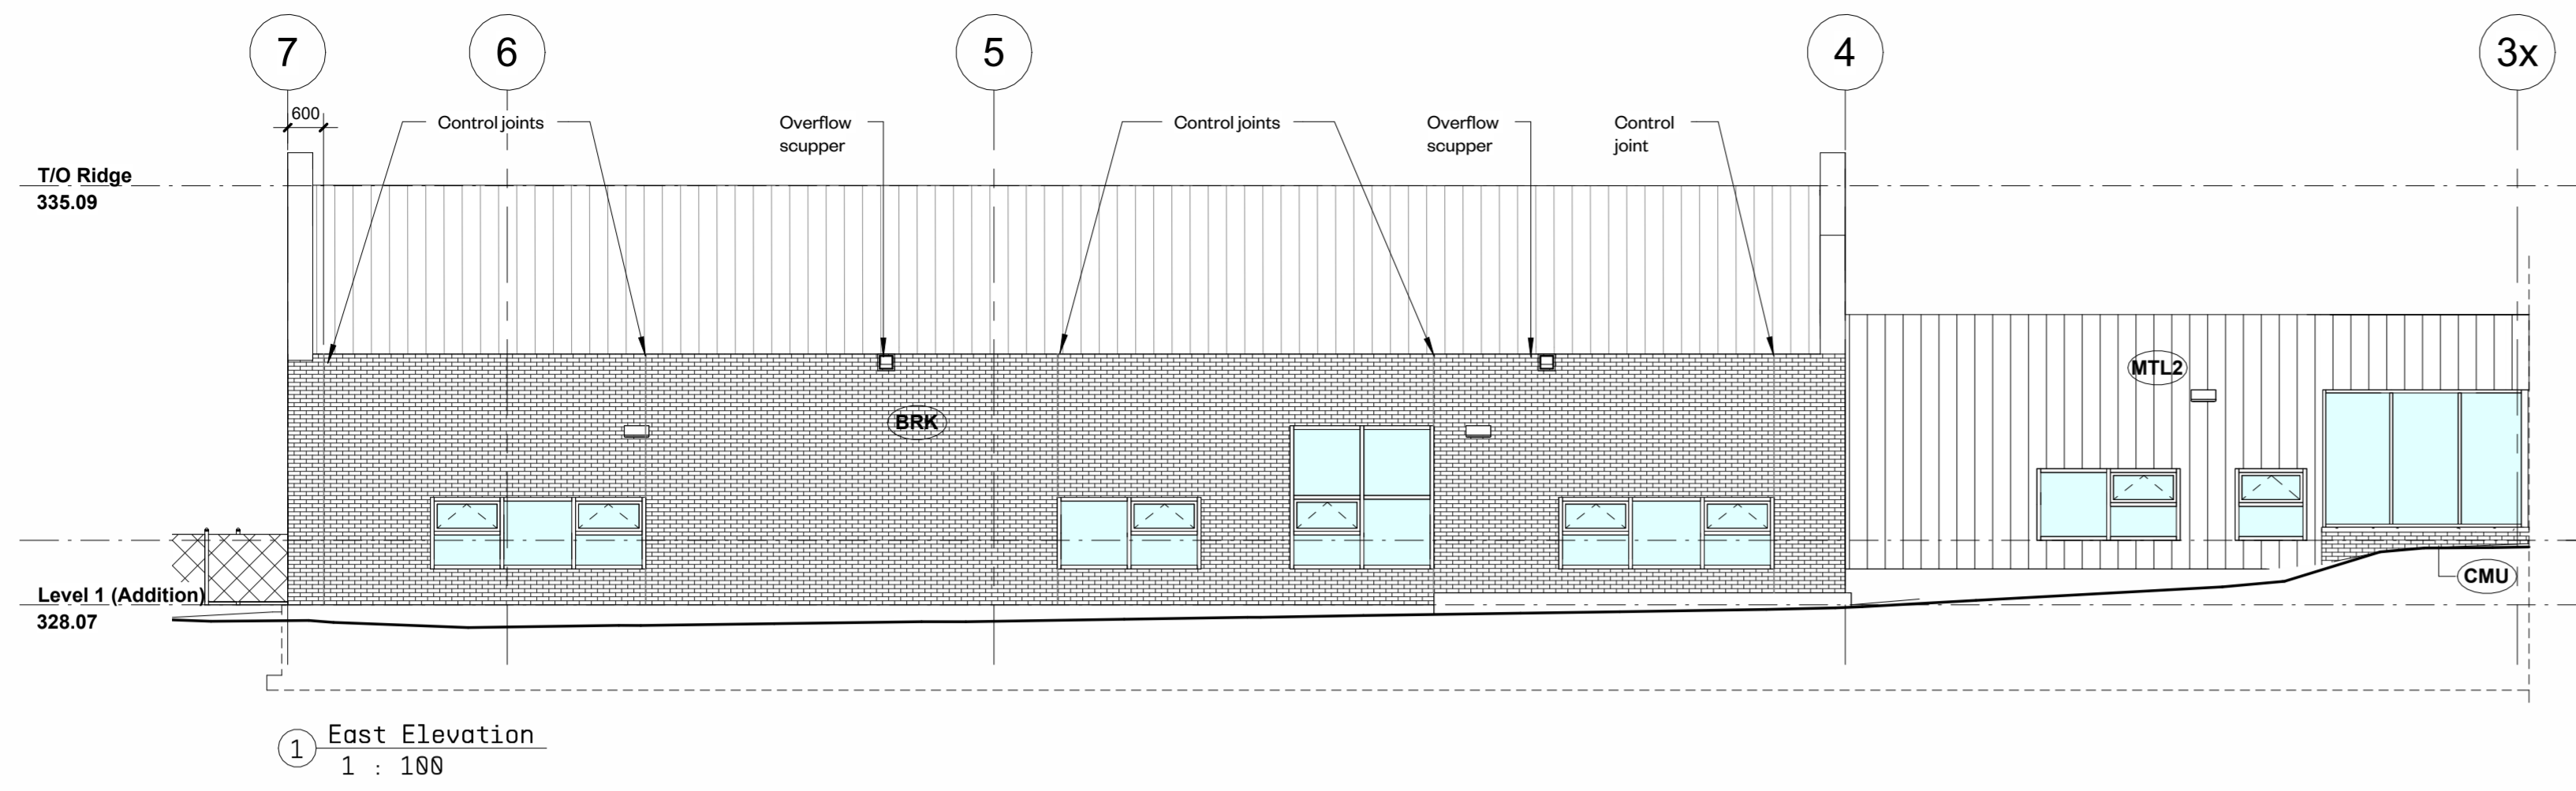 7
6
5
4
3x
600
Control joints
Overflow
scupper
Control joints
Overflow
scupper
Control
joint
T/O Ridge
335.09
MTL2
BRK
Level 1 (Addition)
328.07
CMU
1
East Elevation
1 : 100